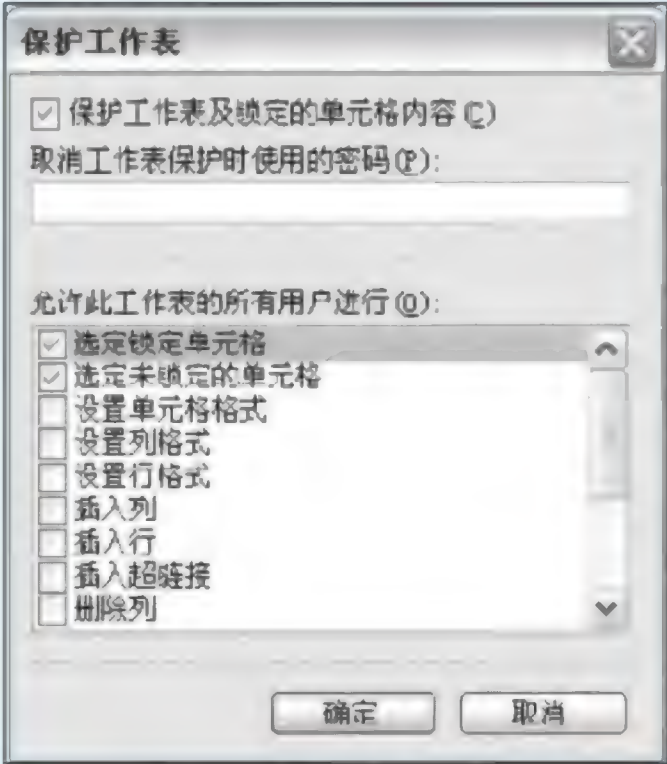 保护工作表
保护工作表及锁定的单元格内容(C)
取消工作表保护时使用的密码(P):
允许此工作表的所有用户进行(O):
选定锁定单元格
选定未锁定的单元格
设置单元格格式
设置列格式
设置行格式
插入列
插入行
插入超链接
删除列
确定
取消